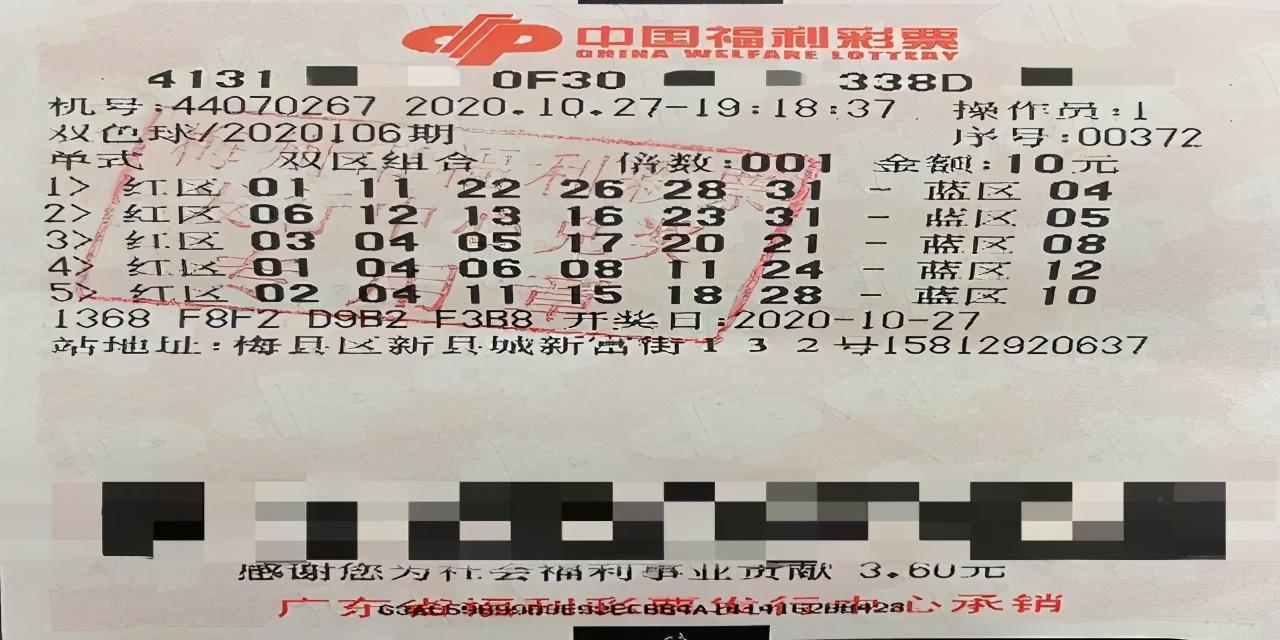 中国福利彩票
CHINA WELFARE LOTTERY
4131 0F30 338D
机号:44070267 2020.10.27-19:18:37 操作员:1
双色球/2020106期 序号:00372
单式 双区组合 倍数:001 金额:10元
1> 红区 01 11 22 26 28 31 - 蓝区 04
2> 红区 06 12 13 16 23 31 - 蓝区 05
3> 红区 03 04 05 17 20 21 - 蓝区 08
4> 红区 01 04 06 08 11 24 - 蓝区 12
5> 红区 02 04 11 15 18 28 - 蓝区 10
1368 F8F2 D9B2 F3B8 开奖日:2020-10-27
站地址:梅县区新县城新富街132号15812920637
感谢您为社会福利事业贡献 3.60元
广东省福利彩票发行中心承销